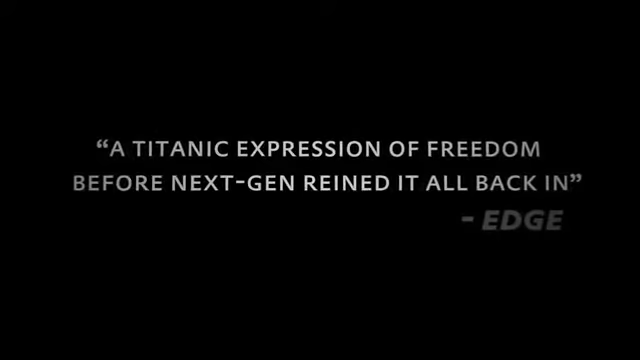 “A TITANIC EXPRESSION OF FREEDOM
BEFORE NEXT-GEN REINED IT ALL BACK IN”
- EDGE